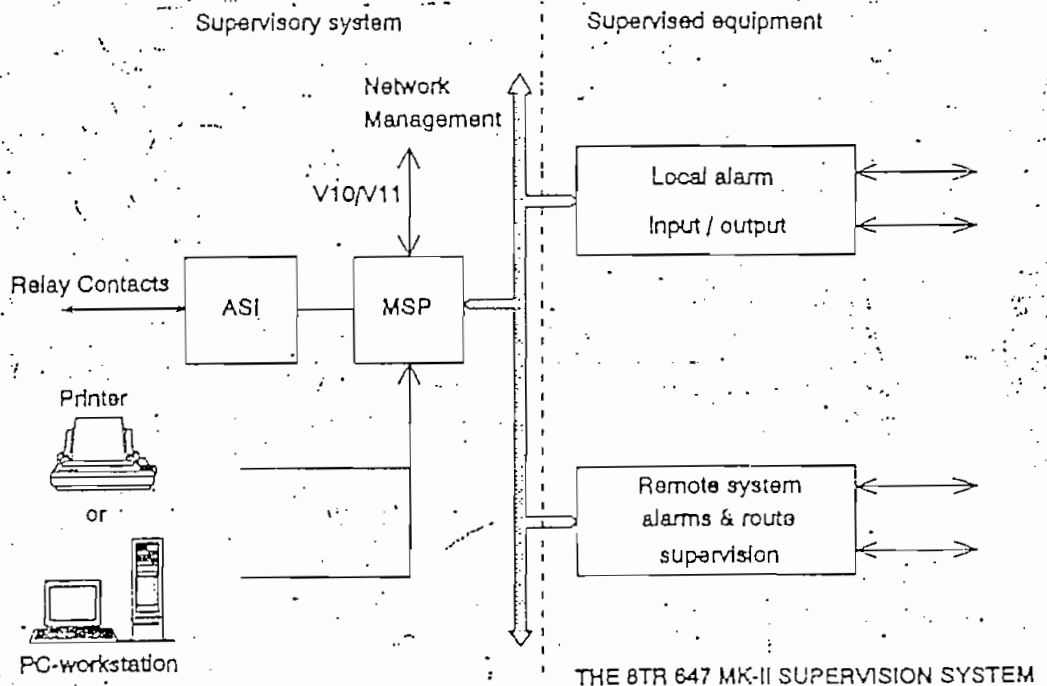 Supervisory system
Supervised equipment
Network
Management
V10/V11
Local alarm
Input / output
Relay Contacts
ASI
MSP
Printer
or
PC-workstation
Remote system
alarms & route
supervision
THE 8TR 647 MK-II SUPERVISION SYSTEM